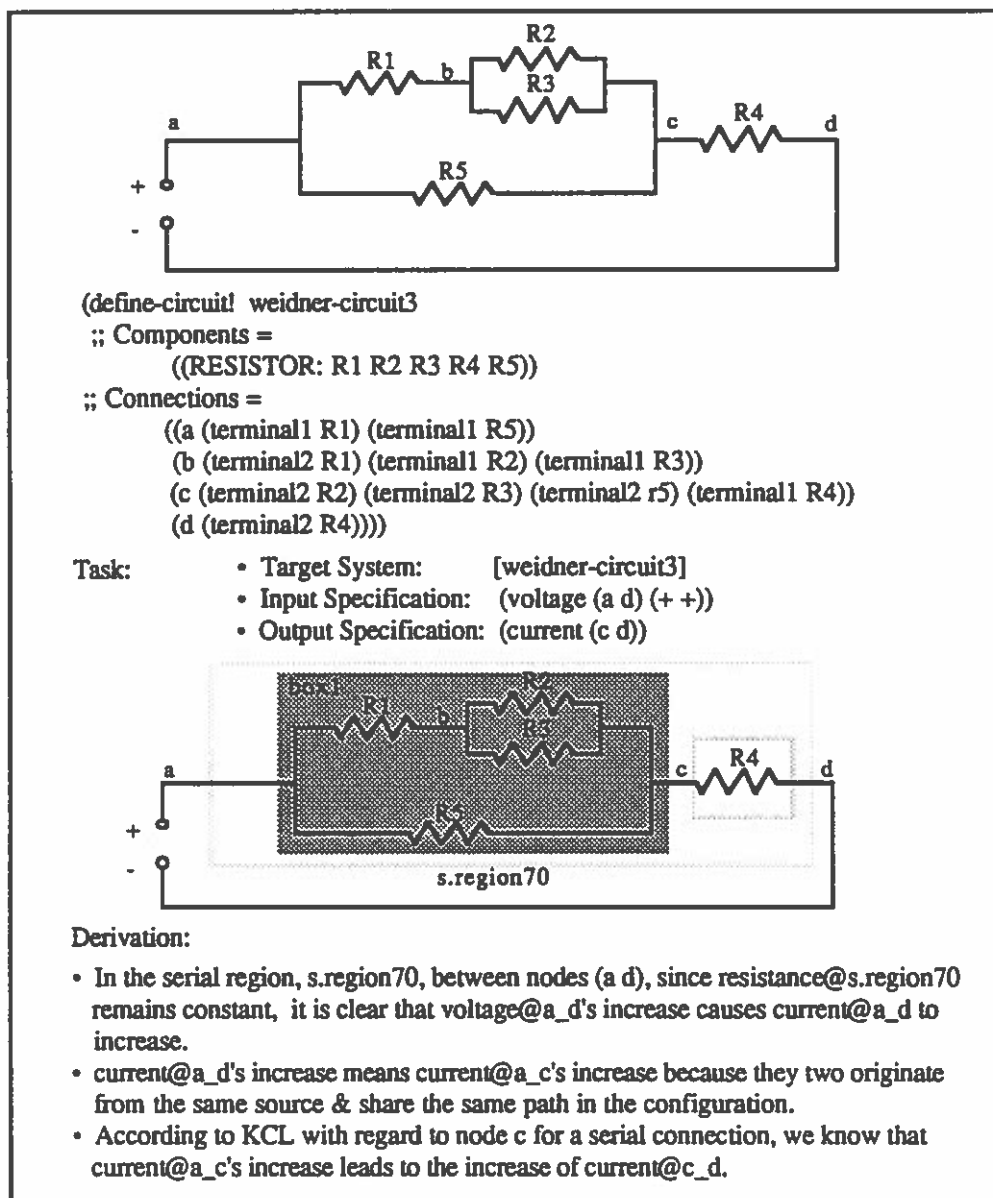 R2
R1
b
R3
a
c
R4
d
R5
+
-
(define-circuit! weidner-circuit3
;; Components =
((RESISTOR: R1 R2 R3 R4 R5))
;; Connections =
((a (terminal1 R1) (terminal1 R5))
(b (terminal2 R1) (terminal1 R2) (terminal1 R3))
(c (terminal2 R2) (terminal2 R3) (terminal2 r5) (terminal1 R4))
(d (terminal2 R4))))
Task: • Target System: [weidner-circuit3]
• Input Specification: (voltage (a d) (+ +))
• Output Specification: (current (c d))
box1
R2
R1
b
R3
a
c
R4
d
R5
+
-
s.region70
Derivation:
• In the serial region, s.region70, between nodes (a d), since resistance@s.region70
remains constant, it is clear that voltage@a_d's increase causes current@a_d to
increase.
• current@a_d's increase means current@a_c's increase because they two originate
from the same source & share the same path in the configuration.
• According to KCL with regard to node c for a serial connection, we know that
current@a_c's increase leads to the increase of current@c_d.